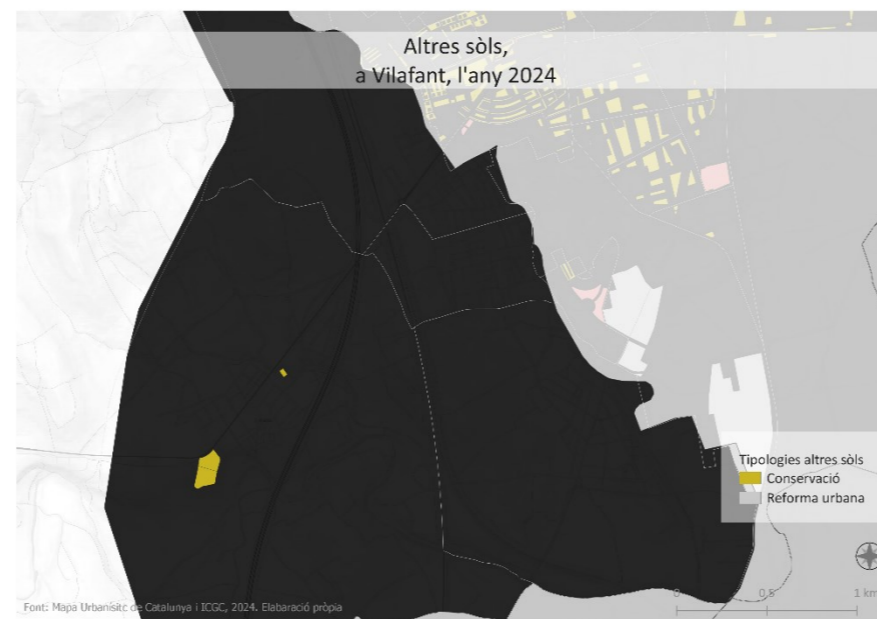 Altres sòls,
a Vilafant, l'any 2024
Tipologies altres sòls
Conservació
Reforma urbana
0 0,5 1 km
Font: Mapa Urbanísitc de Catalunya i ICGC, 2024. Elabaració pròpia